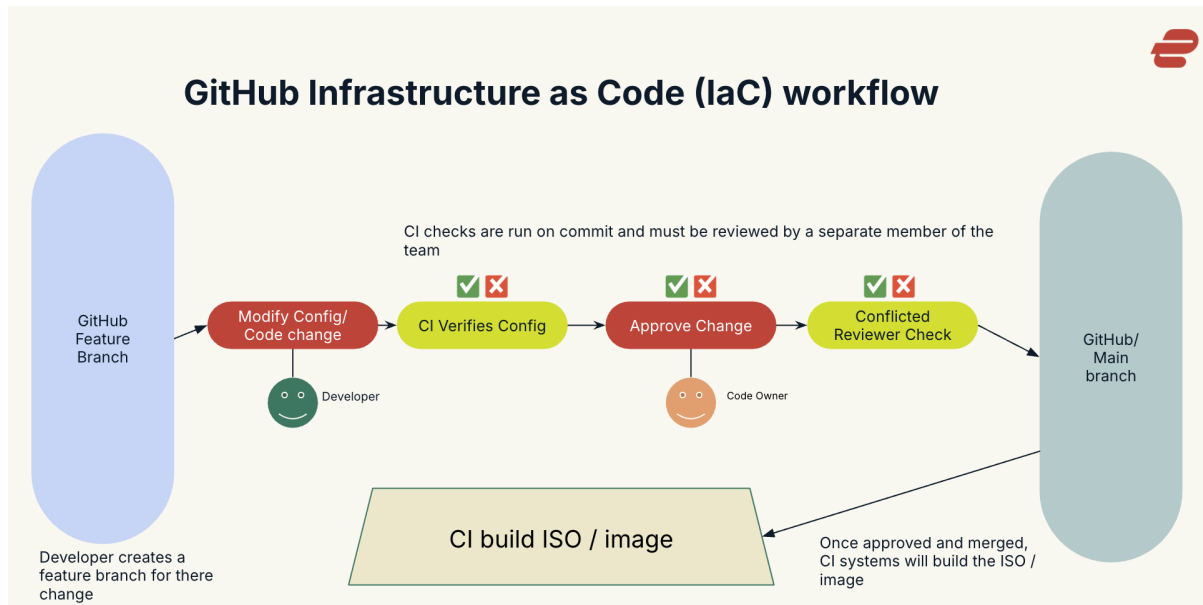 GitHub Infrastructure as Code (IaC) workflow
CI checks are run on commit and must be reviewed by a separate member of the
team
GitHub
Feature
Branch
Modify Config/
Code change
CI Verifies Config
Approve Change
Conflicted
Reviewer Check
GitHub/
Main
branch
Developer
Code Owner
CI build ISO / image
Developer creates a
feature branch for there
change
Once approved and merged,
CI systems will build the ISO /
image